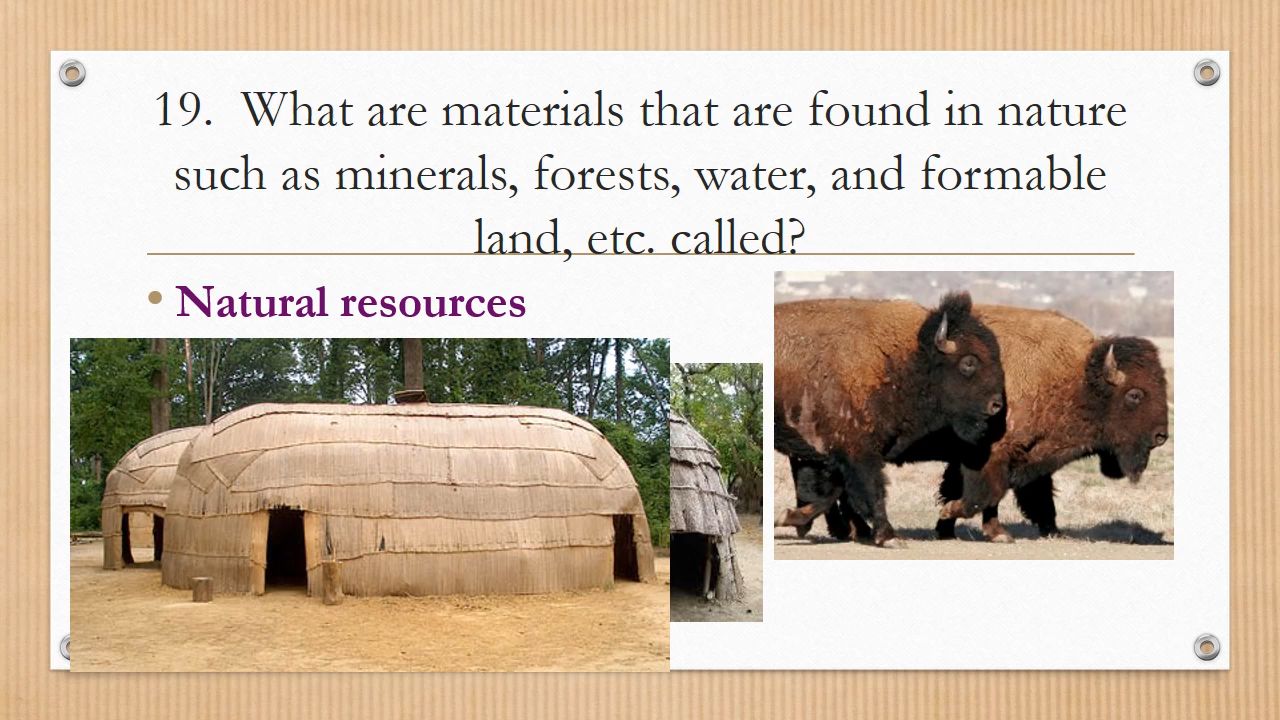 19.  What are materials that are found in nature
such as minerals, forests, water, and formable
land, etc. called?
• Natural resources